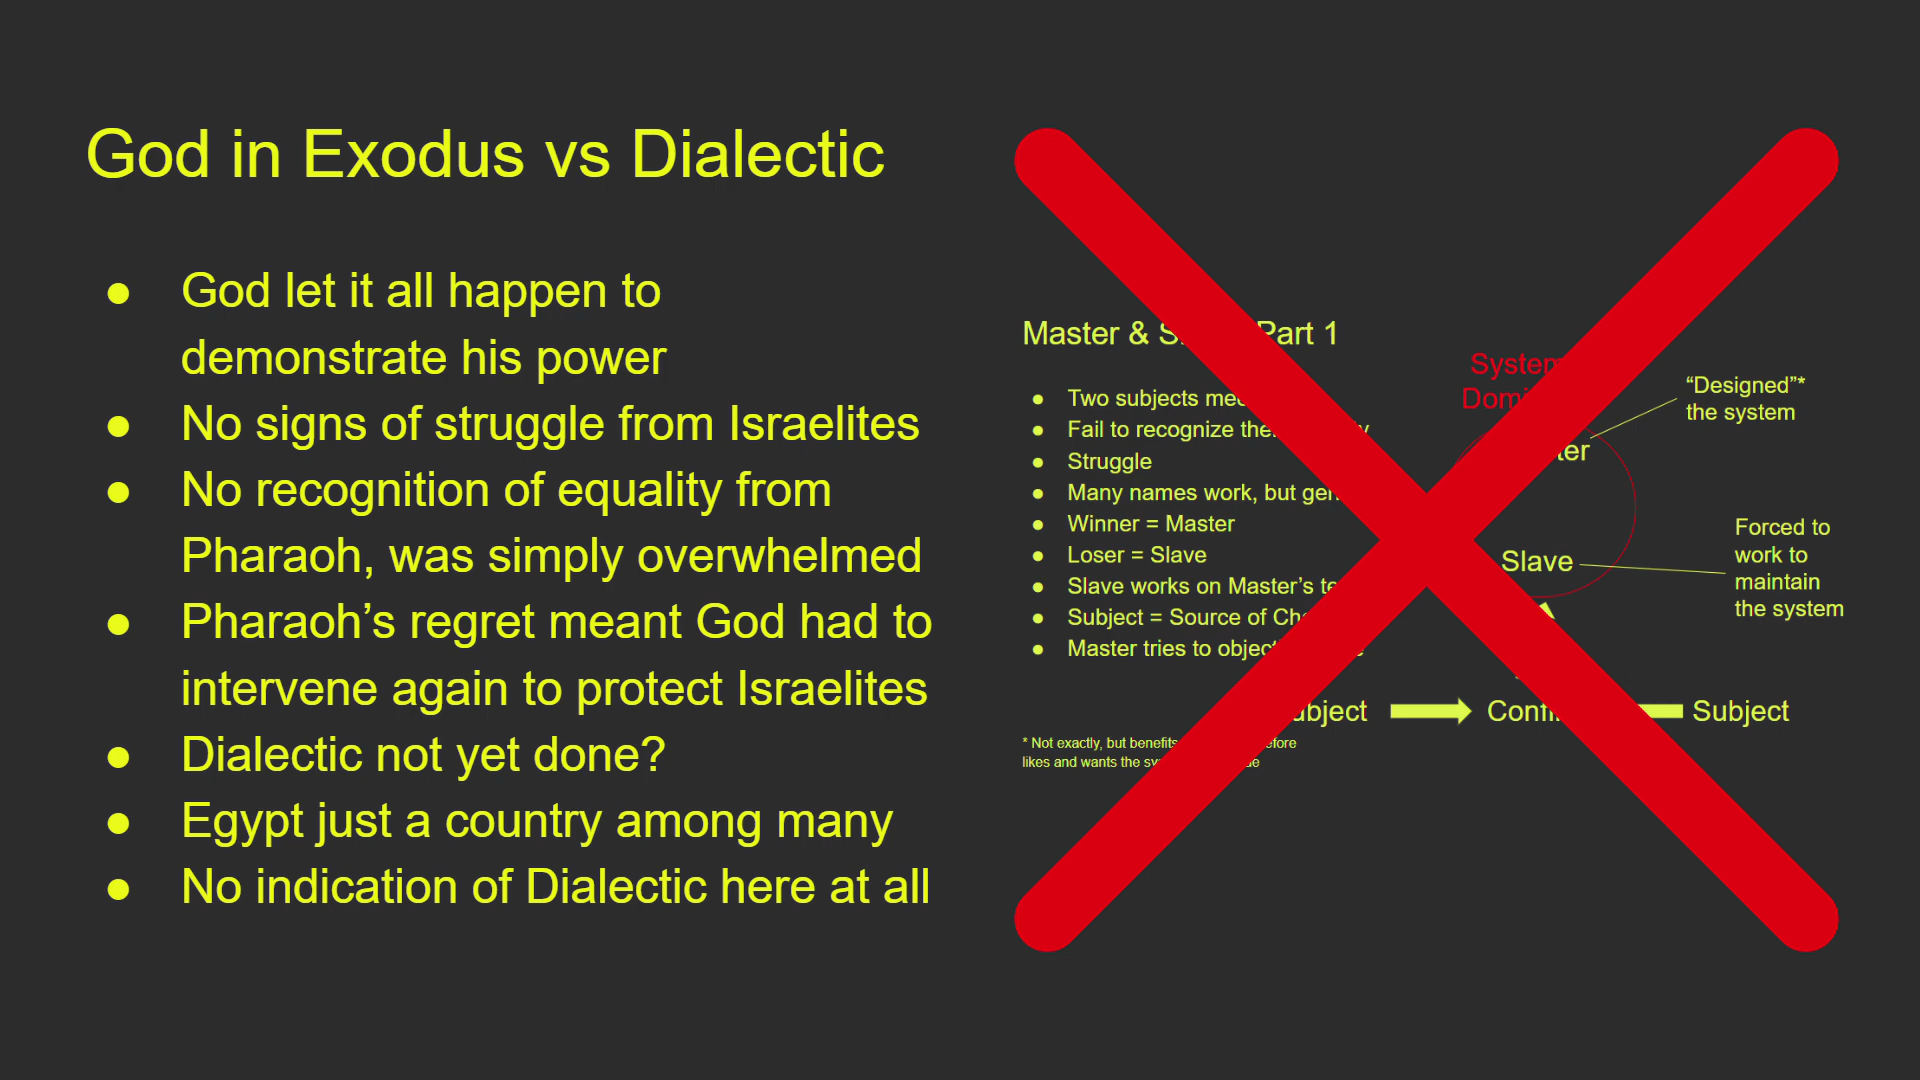 God in Exodus vs Dialectic
● God let it all happen to
demonstrate his power
● No signs of struggle from Israelites
● No recognition of equality from
Pharaoh, was simply overwhelmed
● Pharaoh’s regret meant God had to
intervene again to protect Israelites
● Dialectic not yet done?
● Egypt just a country among many
● No indication of Dialectic here at all
Master & Part 1
● Two subjects
● Fail to recognize
● Struggle
● Many names work, but
● Winner = Master
● Loser = Slave
● Slave works on Master’s
● Subject = Source of
● Master tries to
System
“Designed”*
the system
Slave
Forced to
work to
maintain
the system
Subject
* Not exactly, but benefits
likes and wants the